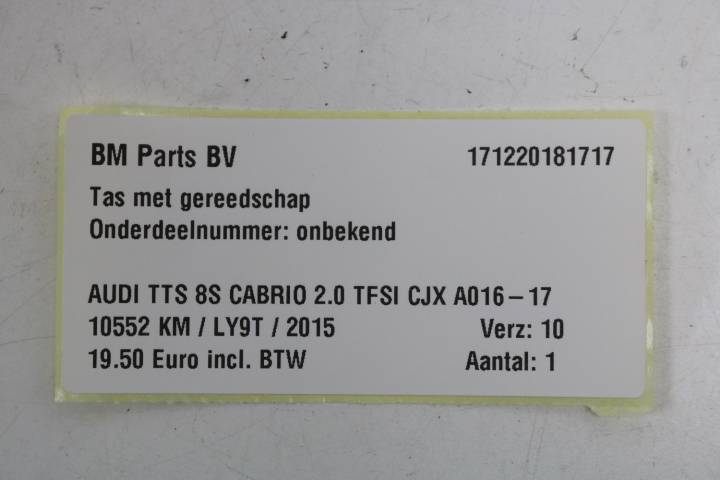 BM Parts BV 171220181717
Tas met gereedschap
Onderdeelnummer: onbekend
AUDI TTS 8S CABRIO 2.0 TFSI CJX A016-17
10552 KM / LY9T / 2015 Verz: 10
19.50 Euro incl. BTW Aantal: 1